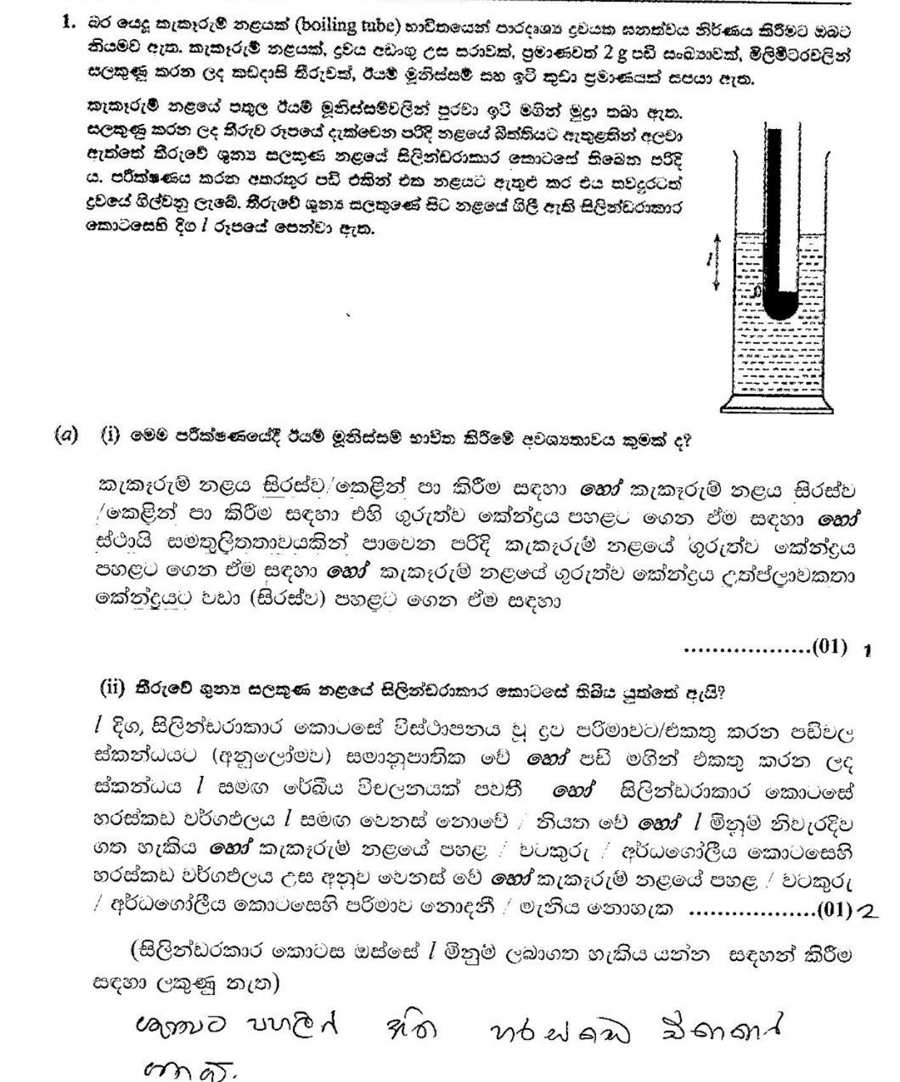 1. බර යෙදූ කැකෑරුම් නළයක් (boiling tube) භාවිතයෙන් පාරදෘශ්‍ය ද්‍රවයක ඝනත්වය නිර්ණය කිරීමට ඔබට
නියමව ඇත. කැකෑරුම් නළයක්, ද්‍රවය අඩංගු උස සරාවක්, ප්‍රමාණවත් 2 g පඩි සංඛ්‍යාවක්, මිලිමීටරවලින්
සලකුණු කරන ලද කඩදාසි තීරුවක්, ඊයම් මූනිස්සම් සහ ඉටි කුඩා ප්‍රමාණයක් සපයා ඇත.
කැකෑරුම් නළයේ පතුල ඊයම් මූනිස්සම්වලින් පුරවා ඉටි මගින් මුද්‍රා තබා ඇත.
සලකුණු කරන ලද තීරුව රූපයේ දැක්වෙන පරිදි නළයේ බිත්තියට ඇතුළතින් අලවා
ඇත්තේ තීරුවේ ශුන්‍ය සලකුණ නළයේ සිලින්ඩරාකාර කොටසේ තිබෙන පරිදි
ය. පරීක්ෂණය කරන අතරතුර පඩි එකින් එක නළයට ඇතුළු කර එය තවදුරටත්
ද්‍රවයේ ගිල්වනු ලැබේ. තීරුවේ ශුන්‍ය සලකුණේ සිට නළයේ ගිලී ඇති සිලින්ඩරාකාර
කොටසෙහි දිග l රූපයේ පෙන්වා ඇත.
l
0
(a) (i) මෙම පරීක්ෂණයේදී ඊයම් මූනිස්සම් භාවිත කිරීමේ අවශ්‍යතාවය කුමක් ද?
කැකෑරුම් නළය සිරස්ව/කෙළින් පා කිරීම සඳහා හෝ කැකෑරුම් නළය සිරස්ව
/කෙළින් පා කිරීම සඳහා එහි ගුරුත්ව කේන්ද්‍රය පහළට ගෙන ඒම සඳහා හෝ
ස්ථායි සමතුලිතතාවයකින් පාවෙන පරිදි කැකෑරුම් නළයේ ගුරුත්ව කේන්ද්‍රය
පහළට ගෙන ඒම සඳහා හෝ කැකෑරුම් නළයේ ගුරුත්ව කේන්ද්‍රය උත්ප්ලාවකතා
කේන්ද්‍රයට වඩා (සිරස්ව) පහළට ගෙන ඒම සඳහා
..................(01) 1
(ii) තීරුවේ ශුන්‍ය සලකුණ නළයේ සිලින්ඩරාකාර කොටසේ තිබිය යුත්තේ ඇයි?
l දිග, සිලින්ඩරාකාර කොටසේ විස්ථාපනය වූ ද්‍රව පරිමාවට/එකතු කරන පඩිවල
ස්කන්ධයට (අනුලෝමව) සමානුපාතික වේ හෝ පඩි මගින් එකතු කරන ලද
ස්කන්ධය l සමඟ රේඛීය විචලනයක් පවතී හෝ සිලින්ඩරාකාර කොටසේ
හරස්කඩ වර්ගඵලය l සමඟ වෙනස් නොවේ / නියත වේ හෝ l මිනුම් නිවැරදිව
ගත හැකිය හෝ කැකෑරුම් නළයේ පහළ / වටකුරු / අර්ධගෝලීය කොටසෙහි
හරස්කඩ වර්ගඵලය උස අනුව වෙනස් වේ හෝ කැකෑරුම් නළයේ පහළ / වටකුරු
/ අර්ධගෝලීය කොටසෙහි පරිමාව නොදනී / මැනිය නොහැක ..................(01) 2
(සිලින්ඩරකාර කොටස ඔස්සේ l මිනුම් ලබාගත හැකිය යන්න සඳහන් කිරීම
සඳහා ලකුණු නැත)
පහලින් ඇති හරස්කඩ